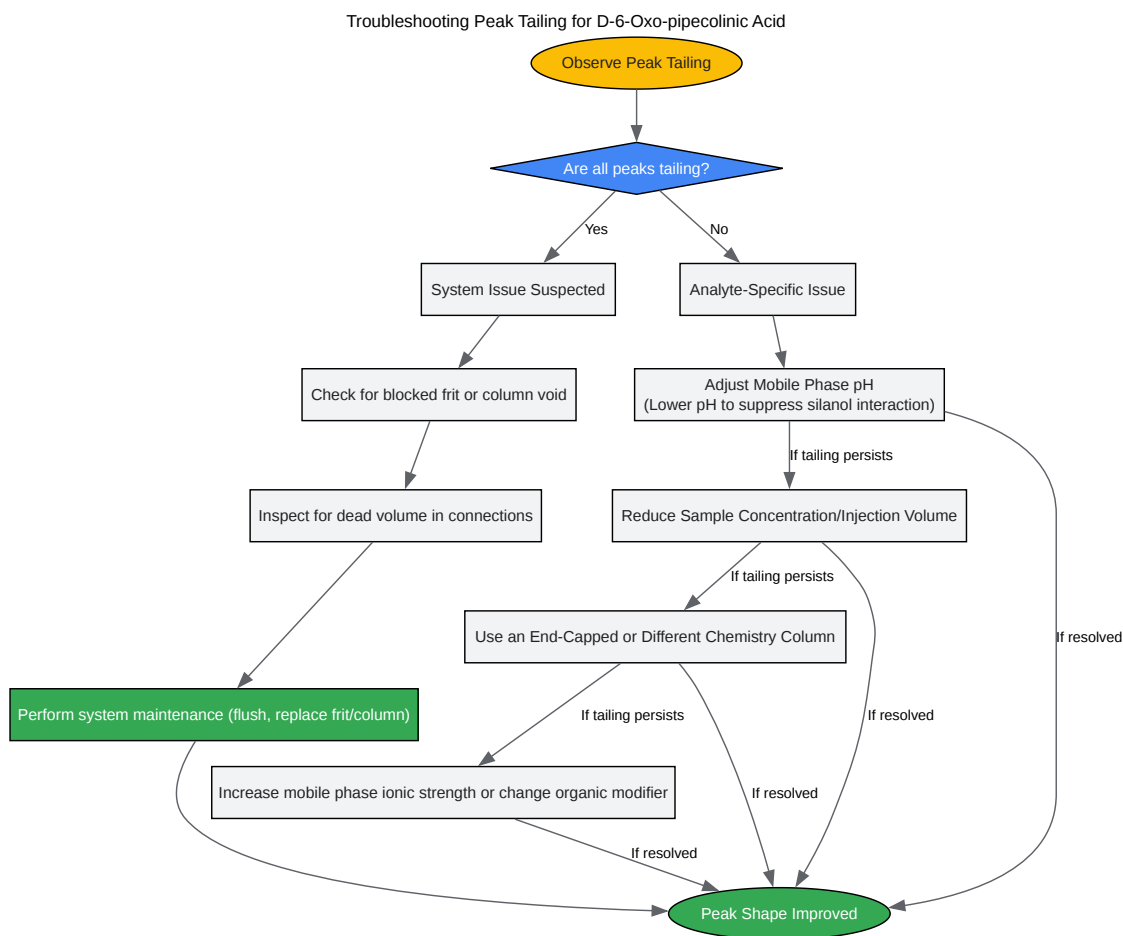 Troubleshooting Peak Tailing for D-6-Oxo-pipecolinic Acid
Observe Peak Tailing
Are all peaks tailing?
Yes
No
System Issue Suspected
Analyte-Specific Issue
Check for blocked frit or column void
Adjust Mobile Phase pH
(Lower pH to suppress silanol interaction)
If tailing persists
Inspect for dead volume in connections
Reduce Sample Concentration/Injection Volume
If tailing persists
Use an End-Capped or Different Chemistry Column
If resolved
Perform system maintenance (flush, replace frit/column)
If tailing persists
If resolved
Increase mobile phase ionic strength or change organic modifier
If resolved
If resolved
Peak Shape Improved